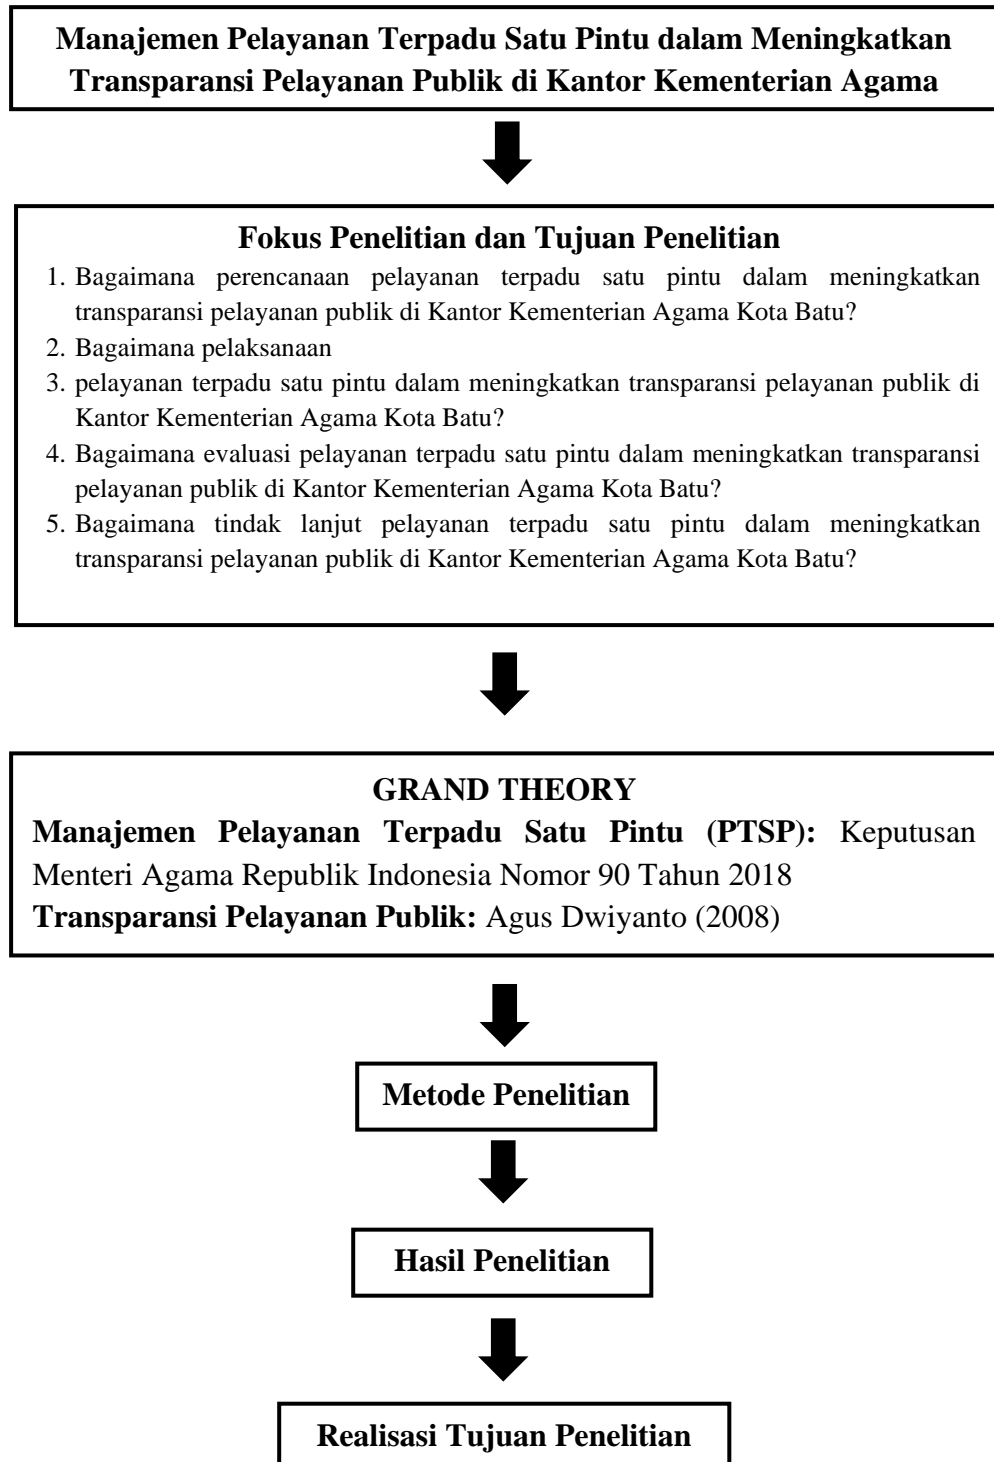 Manajemen Pelayanan Terpadu Satu Pintu dalam Meningkatkan
Transparansi Pelayanan Publik di Kantor Kementerian Agama
Fokus Penelitian dan Tujuan Penelitian
1. Bagaimana perencanaan pelayanan terpadu satu pintu dalam meningkatkan
transparansi pelayanan publik di Kantor Kementerian Agama Kota Batu?
2. Bagaimana pelaksanaan
3. pelayanan terpadu satu pintu dalam meningkatkan transparansi pelayanan publik di
Kantor Kementerian Agama Kota Batu?
4. Bagaimana evaluasi pelayanan terpadu satu pintu dalam meningkatkan transparansi
pelayanan publik di Kantor Kementerian Agama Kota Batu?
5. Bagaimana tindak lanjut pelayanan terpadu satu pintu dalam meningkatkan
transparansi pelayanan publik di Kantor Kementerian Agama Kota Batu?
GRAND THEORY
Manajemen Pelayanan Terpadu Satu Pintu (PTSP): Keputusan
Menteri Agama Republik Indonesia Nomor 90 Tahun 2018
Transparansi Pelayanan Publik: Agus Dwiyanto (2008)
Metode Penelitian
Hasil Penelitian
Realisasi Tujuan Penelitian